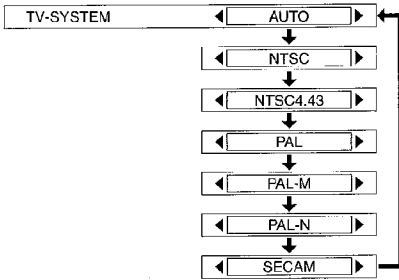 TV-SYSTEM AUTO
NTSC
NTSC4.43
PAL
PAL-M
PAL-N
SECAM